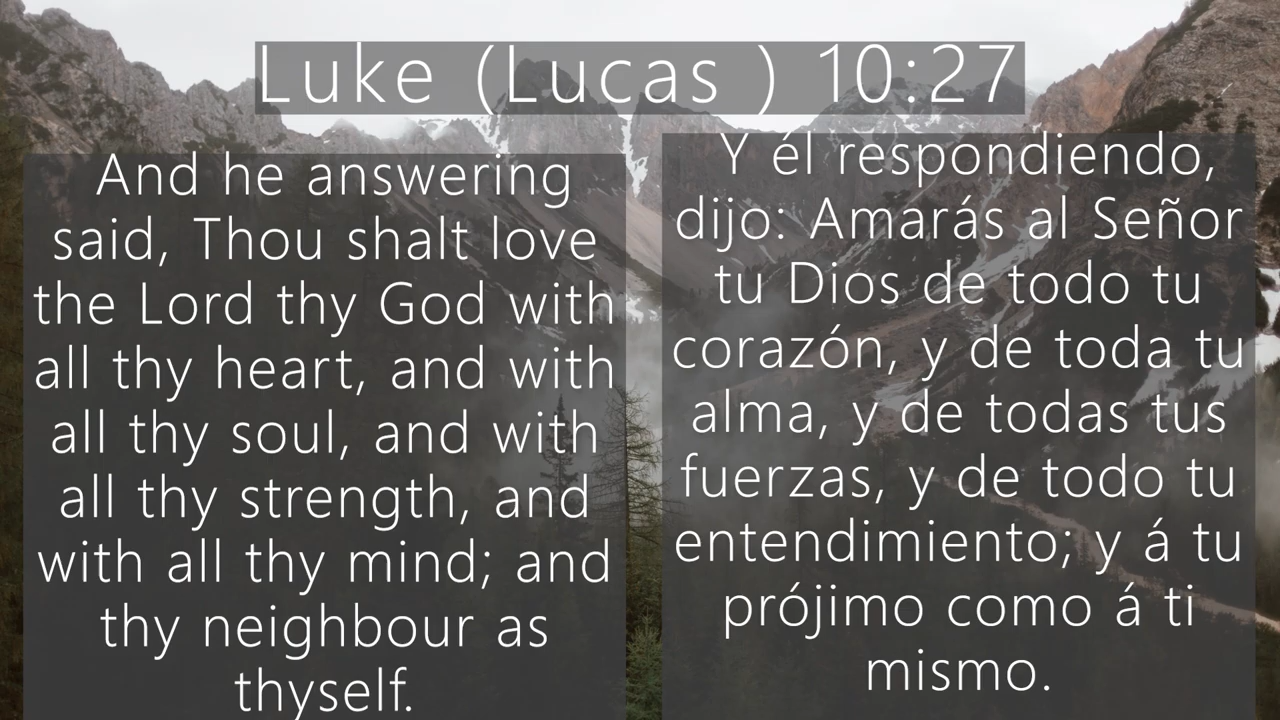 Luke (Lucas ) 10:27
And he answering
said, Thou shalt love
the Lord thy God with
all thy heart, and with
all thy soul, and with
all thy strength, and
with all thy mind; and
thy neighbour as
thyself.
Y él respondiendo,
dijo: Amarás al Señor
tu Dios de todo tu
corazón, y de toda tu
alma, y de todas tus
fuerzas, y de todo tu
entendimiento; y á tu
prójimo como á ti
mismo.